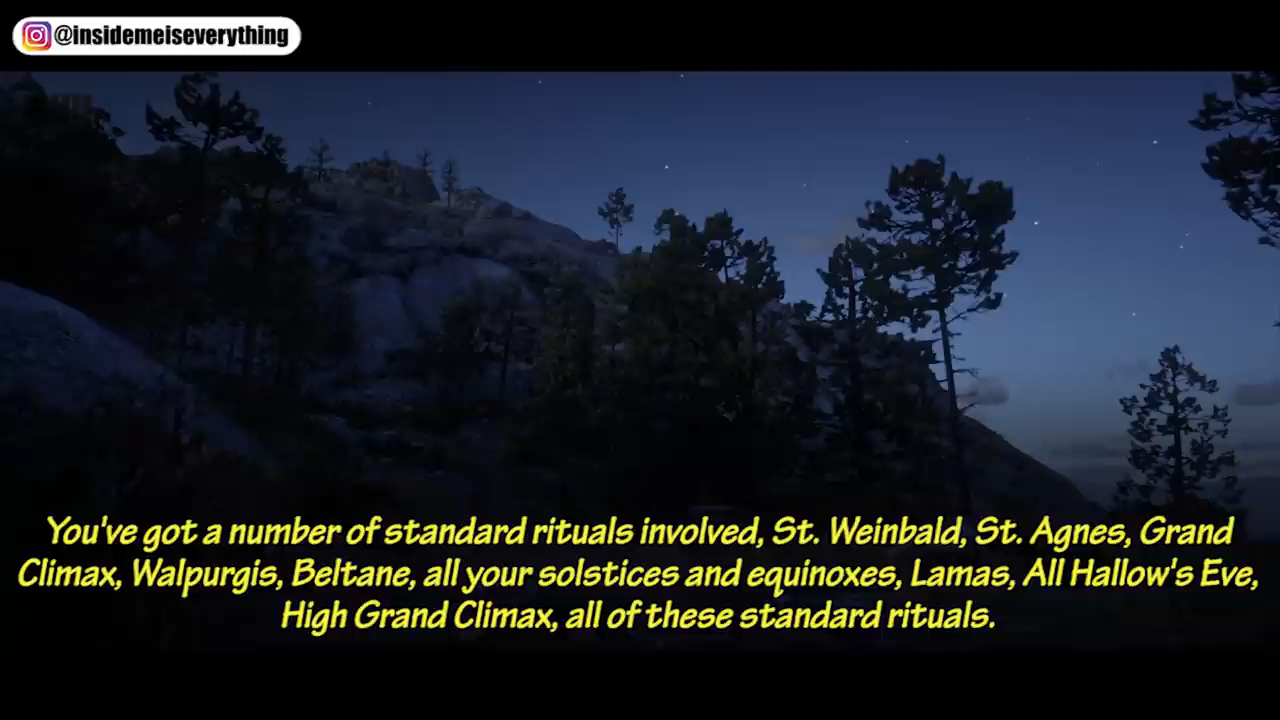 @insidemeiseverything
You've got a number of standard rituals involved, St. Weinbald, St. Agnes, Grand
Climax, Walpurgis, Beltane, all your solstices and equinoxes, Lamas, All Hallow's Eve,
High Grand Climax, all of these standard rituals.